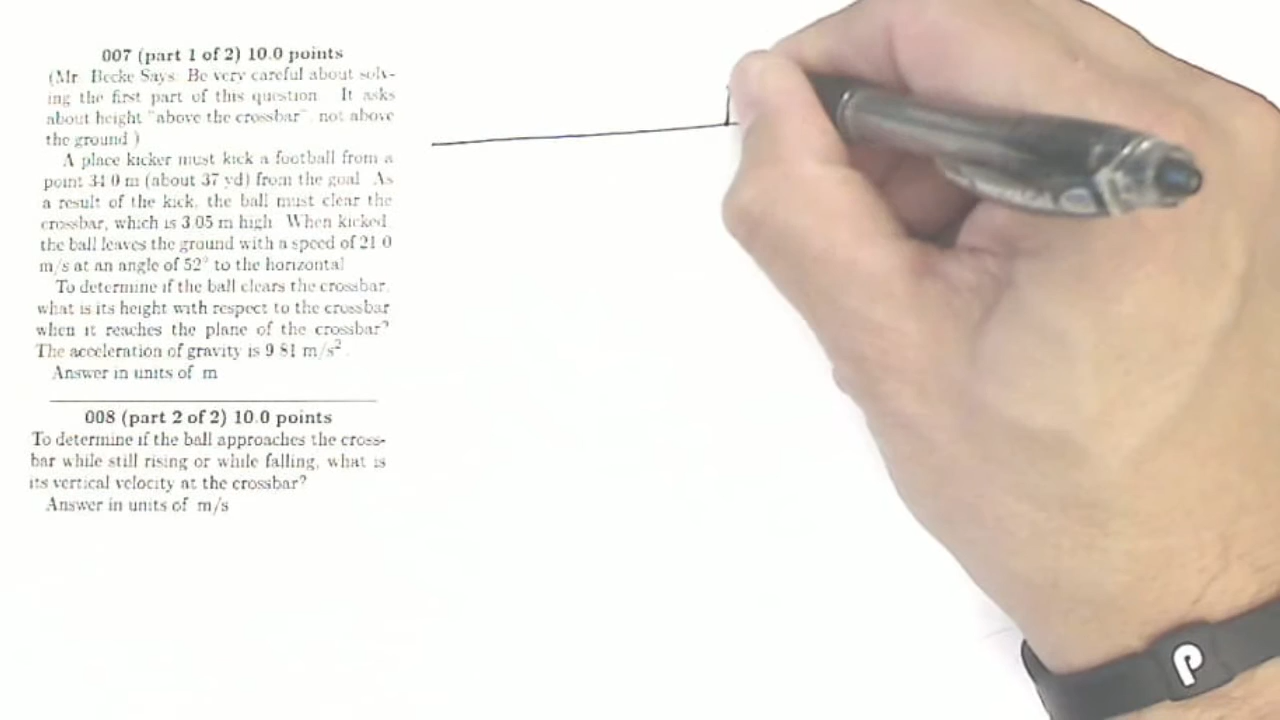 007 (part 1 of 2) 10.0 points
(Mr. Becke Says: Be very careful about solv-
ing the first part of this question. It asks
about height "above the crossbar", not above
the ground.)
A place kicker must kick a football from a
point 34.0 m (about 37 yd) from the goal. As
a result of the kick, the ball must clear the
crossbar, which is 3.05 m high. When kicked
the ball leaves the ground with a speed of 21.0
m/s at an angle of 52° to the horizontal.
To determine if the ball clears the crossbar,
what is its height with respect to the crossbar
when it reaches the plane of the crossbar?
The acceleration of gravity is 9.81 m/s².
Answer in units of m
008 (part 2 of 2) 10.0 points
To determine if the ball approaches the cross-
bar while still rising or while falling, what is
its vertical velocity at the crossbar?
Answer in units of m/s
P